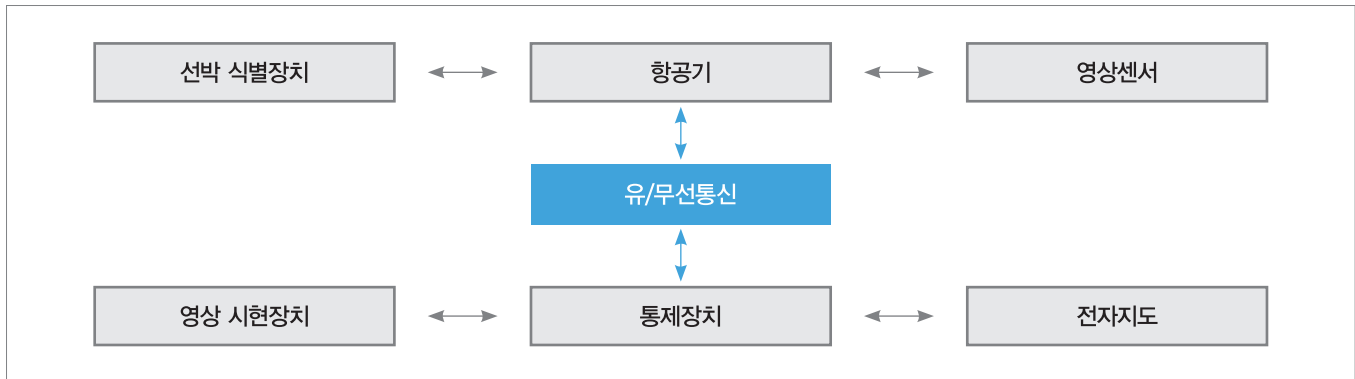 선박 식별장치
항공기
영상센서
유/무선통신
영상 시현장치
통제장치
전자지도